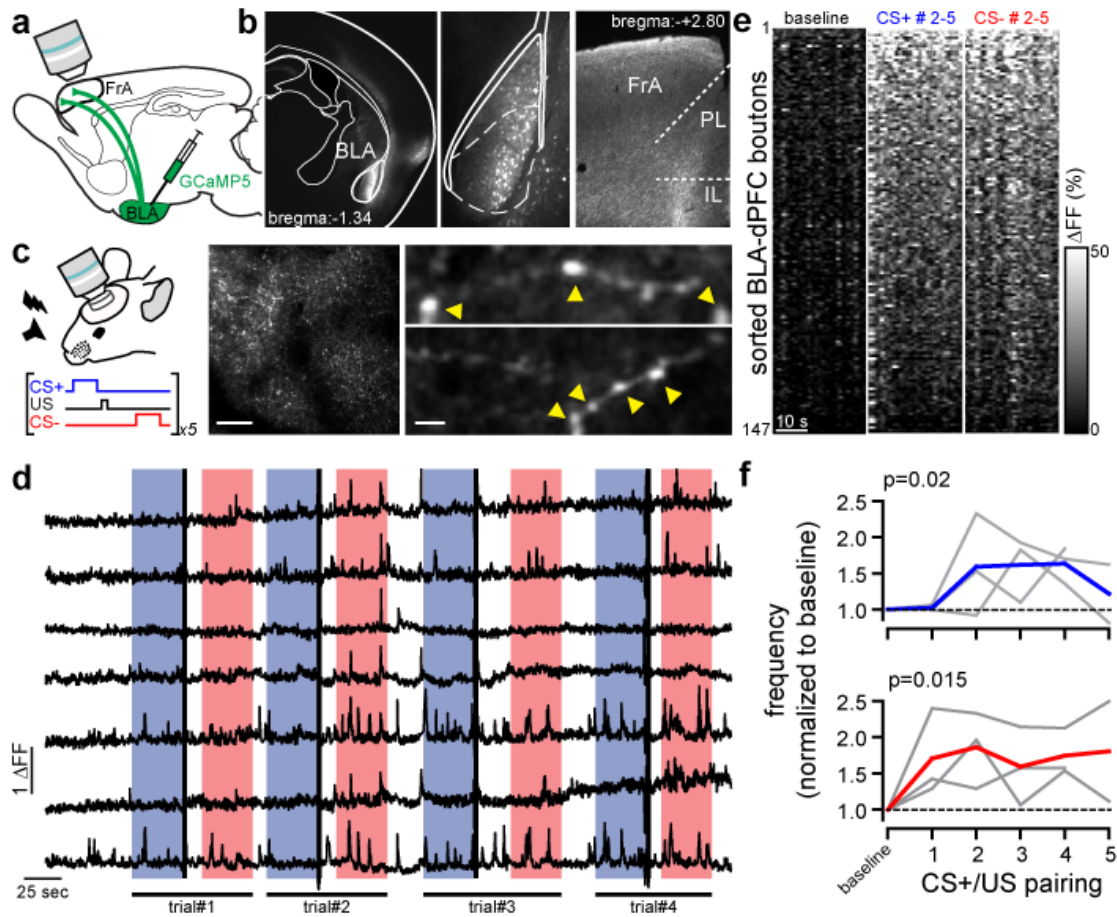 a
FrA
GCaMP5
BLA
b
BLA
bregma:-1.34
bregma:-+2.80
FrA
PL
IL
c
CS+
US
CS-
x5
d
1 ΔFF
25 sec
trial#1
trial#2
trial#3
trial#4
e
baseline
CS+ # 2-5
CS- # 2-5
1
sorted BLA-dPFC boutons
147
10 s
ΔFF (%)
50
0
f
p=0.02
2.5
2.0
1.5
1.0
p=0.015
2.5
2.0
1.5
1.0
frequency
(normalized to baseline)
baseline
1
2
3
4
5
CS+/US pairing